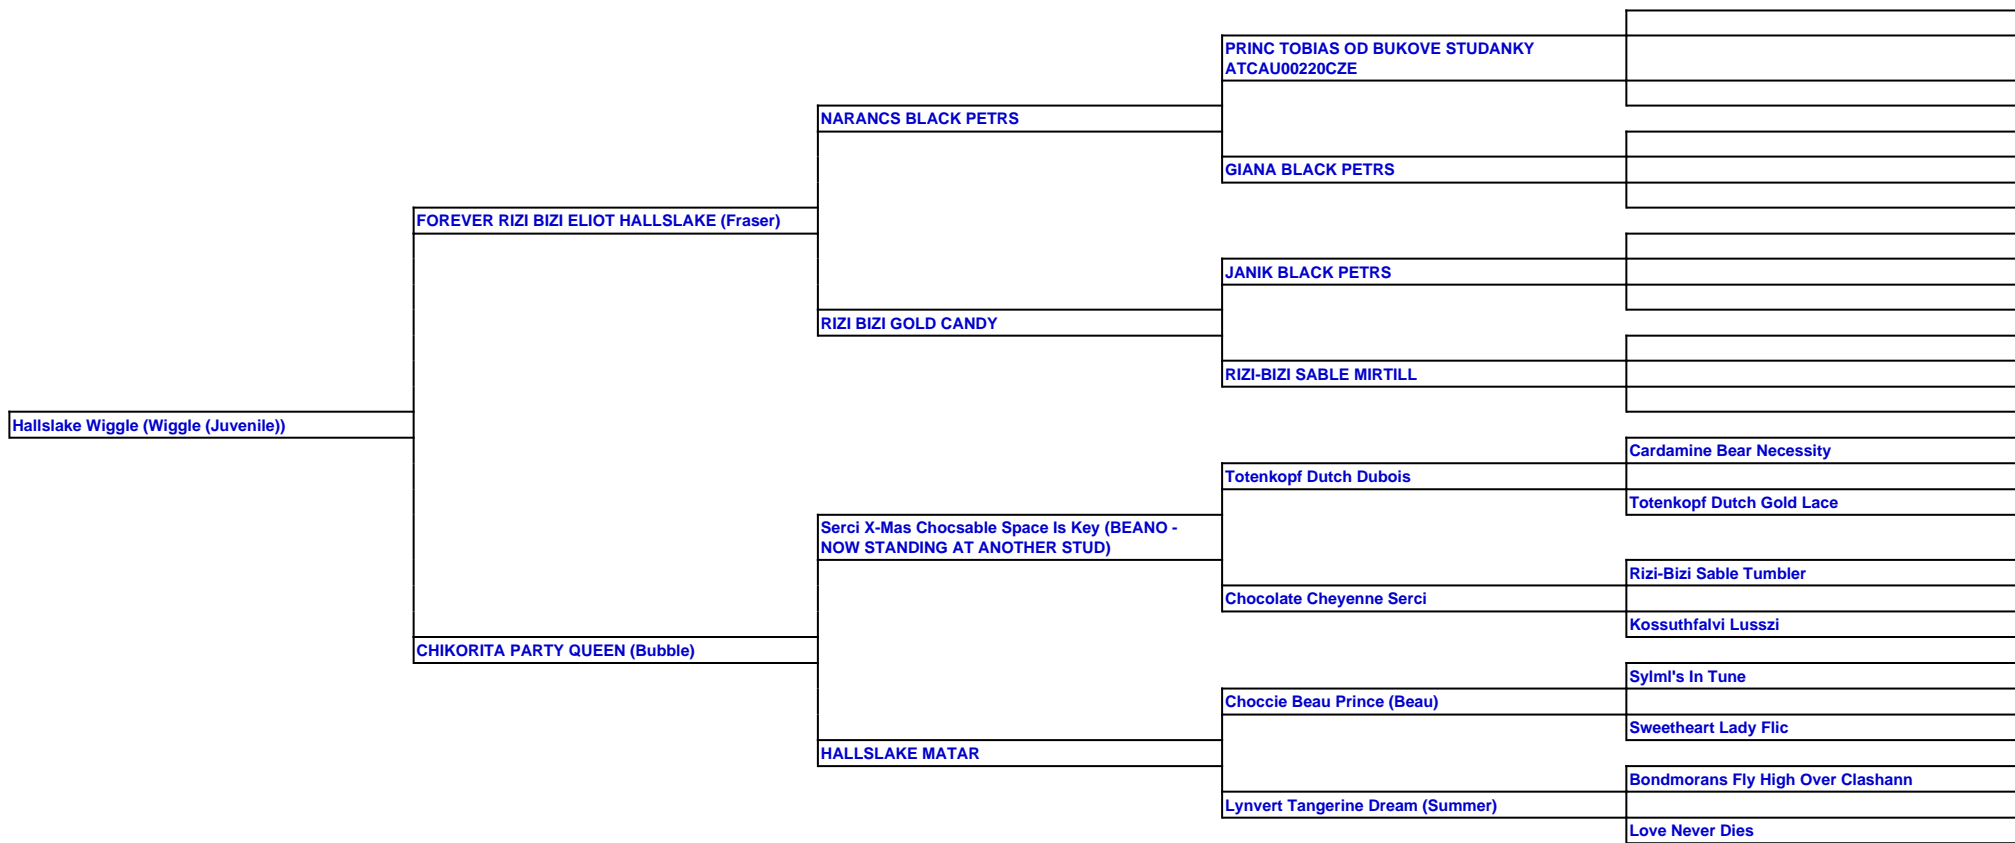 PRINC TOBIAS OD BUKOVE STUDANKY
ATCAU00220CZE
NARANCS BLACK PETRS
GIANA BLACK PETRS
FOREVER RIZI BIZI ELIOT HALLSLAKE (Fraser)
JANIK BLACK PETRS
RIZI BIZI GOLD CANDY
RIZI-BIZI SABLE MIRTILL
Hallslake Wiggle (Wiggle (Juvenile))
Cardamine Bear Necessity
Totenkopf Dutch Dubois
Totenkopf Dutch Gold Lace
Serci X-Mas Chocsable Space Is Key (BEANO -
NOW STANDING AT ANOTHER STUD)
Rizi-Bizi Sable Tumbler
Chocolate Cheyenne Serci
Kossuthfalvi Lusszi
CHIKORITA PARTY QUEEN (Bubble)
Sylml's In Tune
Choccie Beau Prince (Beau)
Sweetheart Lady Flic
HALLSLAKE MATAR
Bondmorans Fly High Over Clashann
Lynvert Tangerine Dream (Summer)
Love Never Dies